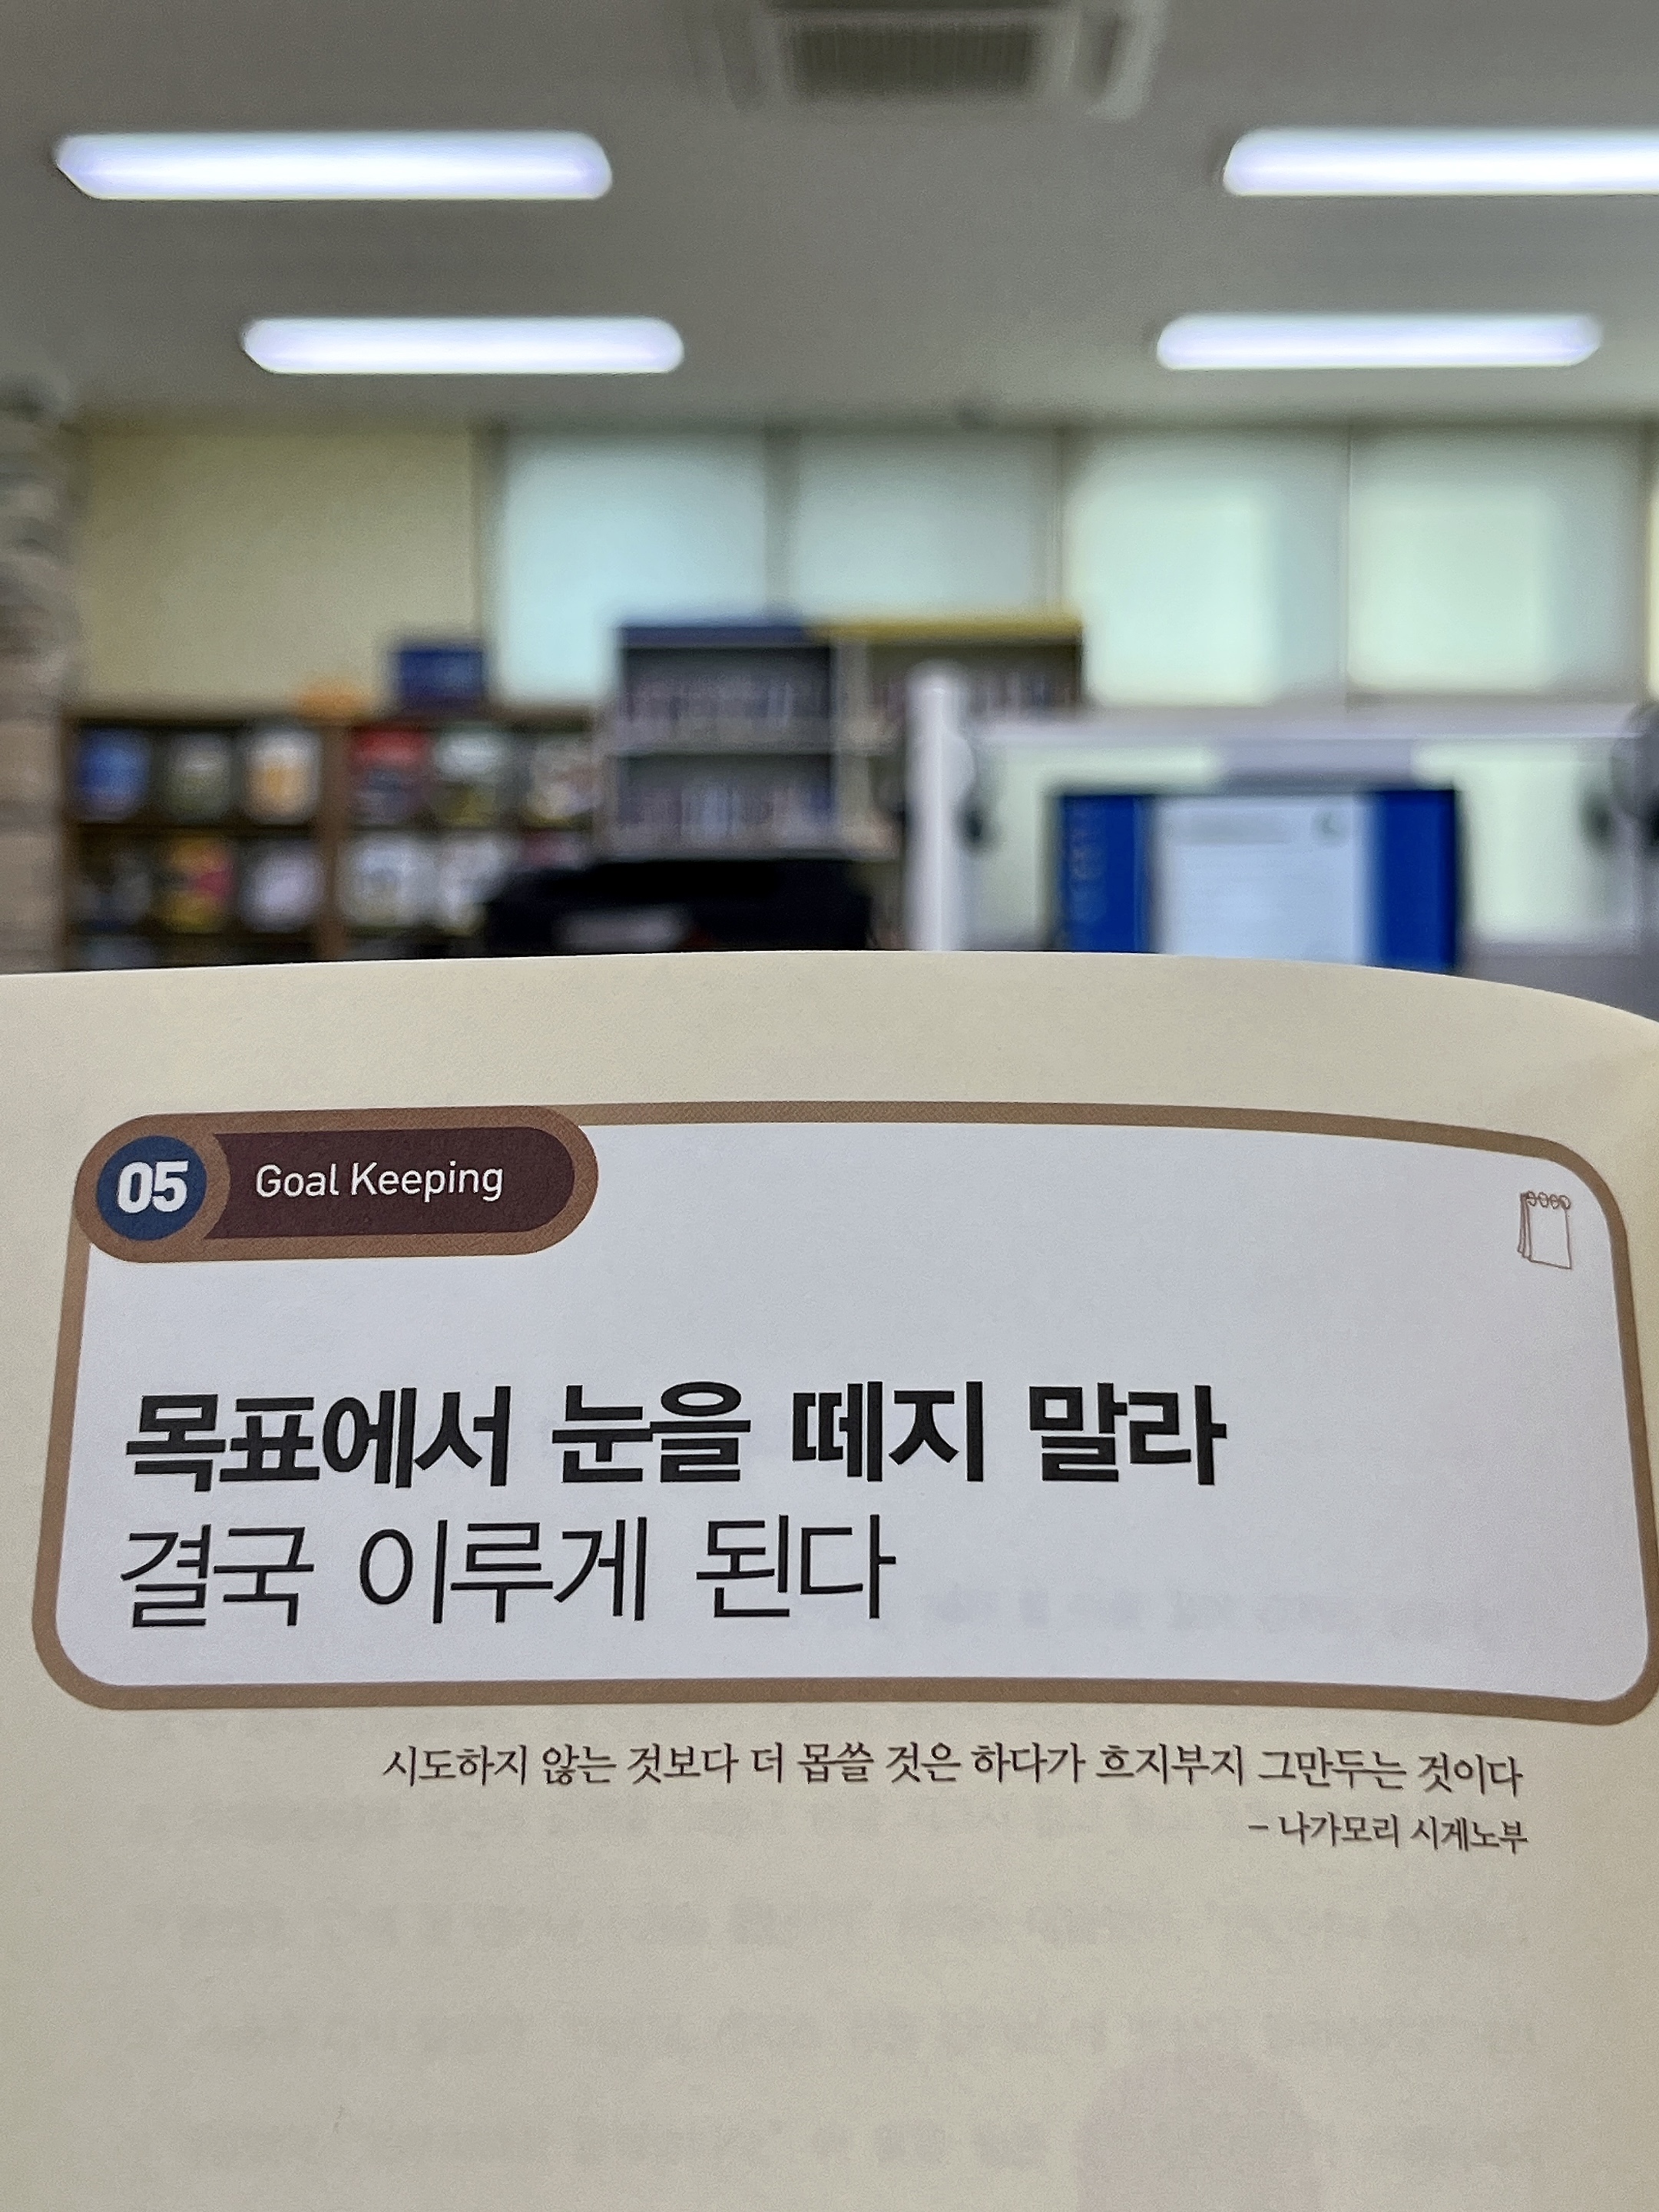 05 Goal Keeping
목표에서 눈을 떼지 말라
결국 이루게 된다
시도하지 않는 것보다 더 몹쓸 것은 하다가 흐지부지 그만두는 것이다
– 나가모리 시게노부